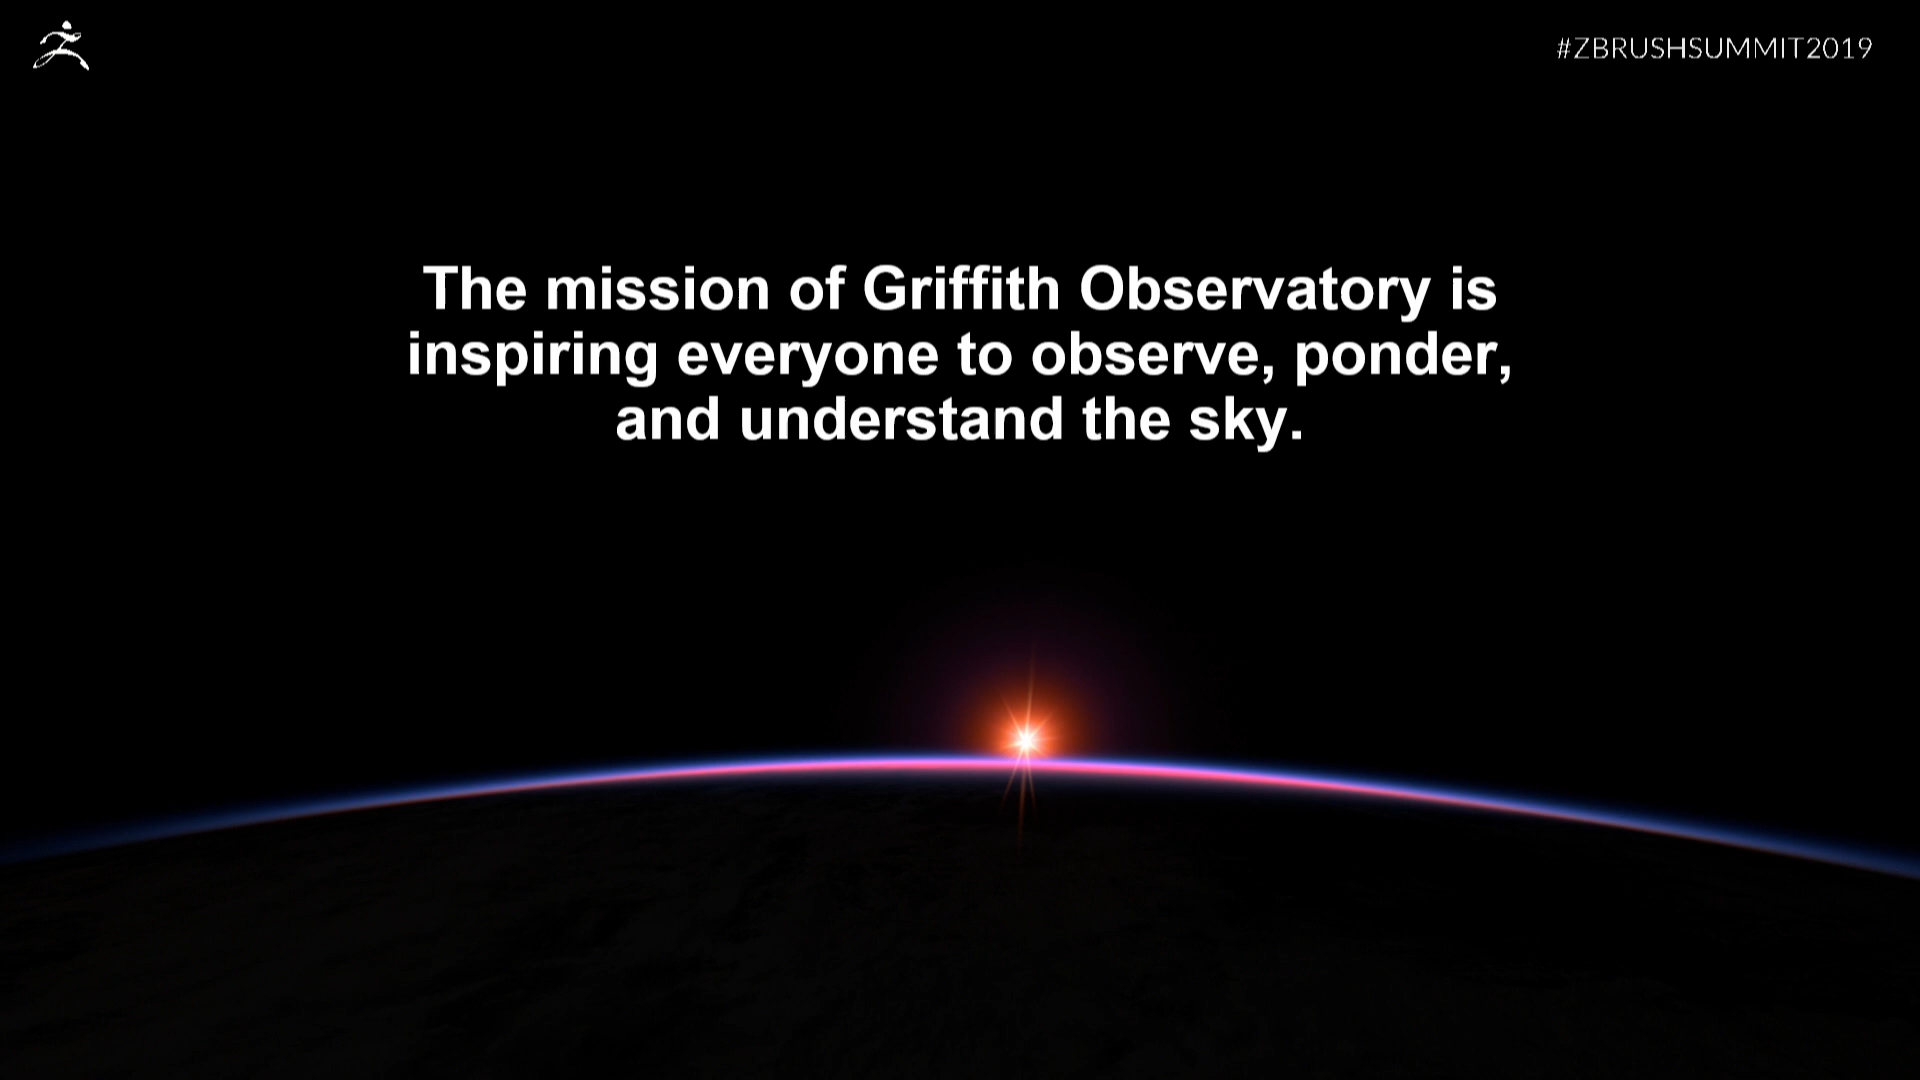 #ZBRUSHSUMMIT2019
The mission of Griffith Observatory is
inspiring everyone to observe, ponder,
and understand the sky.